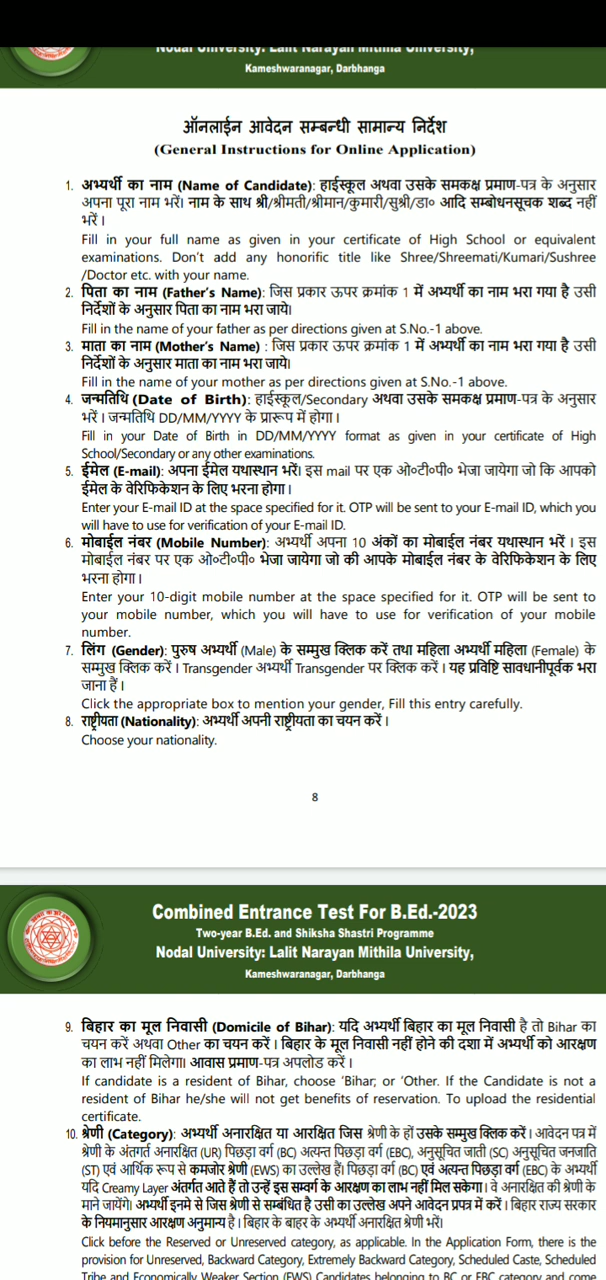 Nodal University: Lalit Narayan Mithila University,
Kameshwaranagar, Darbhanga
ऑनलाईन आवेदन सम्बन्धी सामान्य निर्देश
(General Instructions for Online Application)
1. अभ्यर्थी का नाम (Name of Candidate): हाईस्कूल अथवा उसके समकक्ष प्रमाण-पत्र के अनुसार
अपना पूरा नाम भरें। नाम के साथ श्री/श्रीमती/श्रीमान/कुमारी/सुश्री/डा० आदि सम्बोधनसूचक शब्द नहीं
भरें ।
Fill in your full name as given in your certificate of High School or equivalent
examinations. Don't add any honorific title like Shree/Shreemati/Kumari/Sushree
/Doctor etc. with your name.
2. पिता का नाम (Father's Name): जिस प्रकार ऊपर क्रमांक 1 में अभ्यर्थी का नाम भरा गया है उसी
निर्देशों के अनुसार पिता का नाम भरा जाये।
Fill in the name of your father as per directions given at S.No.-1 above.
3. माता का नाम (Mother's Name) : जिस प्रकार ऊपर क्रमांक 1 में अभ्यर्थी का नाम भरा गया है उसी
निर्देशों के अनुसार माता का नाम भरा जाये।
Fill in the name of your mother as per directions given at S.No.-1 above.
4. जन्मतिथि (Date of Birth): हाईस्कूल/Secondary अथवा उसके समकक्ष प्रमाण-पत्र के अनुसार
भरें । जन्मतिथि DD/MM/YYYY के प्रारूप में होगा ।
Fill in your Date of Birth in DD/MM/YYYY format as given in your certificate of High
School/Secondary or any other examinations.
5. ईमेल (E-mail): अपना ईमेल यथास्थान भरें। इस mail पर एक ओ०टी०पी० भेजा जायेगा जो कि आपको
ईमेल के वेरिफिकेशन के लिए भरना होगा ।
Enter your E-mail ID at the space specified for it. OTP will be sent to your E-mail ID, which you
will have to use for verification of your E-mail ID.
6. मोबाईल नंबर (Mobile Number): अभ्यर्थी अपना 10 अंकों का मोबाईल नंबर यथास्थान भरें । इस
मोबाईल नंबर पर एक ओ०टी०पी० भेजा जायेगा जो की आपके मोबाईल नंबर के वेरिफिकेशन के लिए
भरना होगा ।
Enter your 10-digit mobile number at the space specified for it. OTP will be sent to
your mobile number, which you will have to use for verification of your mobile
number.
7. लिंग (Gender): पुरुष अभ्यर्थी (Male) के सम्मुख क्लिक करें तथा महिला अभ्यर्थी महिला (Female) के
सम्मुख क्लिक करें । Transgender अभ्यर्थी Transgender पर क्लिक करें । यह प्रविष्टि सावधानीपूर्वक भरा
जाना हैं ।
Click the appropriate box to mention your gender, Fill this entry carefully.
8. राष्ट्रीयता (Nationality): अभ्यर्थी अपनी राष्ट्रीयता का चयन करें ।
Choose your nationality.
8
Combined Entrance Test For B.Ed.-2023
Two-year B.Ed. and Shiksha Shastri Programme
Nodal University: Lalit Narayan Mithila University,
Kameshwaranagar, Darbhanga
9. बिहार का मूल निवासी (Domicile of Bihar): यदि अभ्यर्थी बिहार का मूल निवासी है तो Bihar का
चयन करें अथवा Other का चयन करें । बिहार के मूल निवासी नहीं होने की दशा में अभ्यर्थी को आरक्षण
का लाभ नहीं मिलेगा। आवास प्रमाण-पत्र अपलोड करें ।
If candidate is a resident of Bihar, choose 'Bihar, or 'Other. If the Candidate is not a
resident of Bihar he/she will not get benefits of reservation. To upload the residential
certificate.
10. श्रेणी (Category): अभ्यर्थी अनारक्षित या आरक्षित जिस श्रेणी के हों उसके सम्मुख क्लिक करें । आवेदन पत्र में
श्रेणी के अंतर्गत अनारक्षित (UR) पिछड़ा वर्ग (BC) अत्यन्त पिछड़ा वर्ग (EBC), अनुसूचित जाती (SC) अनुसूचित जनजाति
(ST) एवं आर्थिक रूप से कमजोर श्रेणी (EWS) का उल्लेख हैं। पिछड़ा वर्ग (BC) एवं अत्यन्त पिछड़ा वर्ग (EBC) के अभ्यर्थी
यदि Creamy Layer अंतर्गत आते हैं तो उन्हें इस सम्वर्ग के आरक्षण का लाभ नहीं मिल सकेगा । वे अनारक्षित की श्रेणी के
माने जायेंगे। अभ्यर्थी इनमे से जिस श्रेणी से सम्बंधित है उसी का उल्लेख अपने आवेदन प्रपत्र में करें । बिहार राज्य सरकार
के नियमानुसार आरक्षण अनुमान्य है । बिहार के बाहर के अभ्यर्थी अनारक्षित श्रेणी भरें।
Click before the Reserved or Unreserved category, as applicable. In the Application Form, there is the
provision for Unreserved, Backward Category, Extremely Backward Category, Scheduled Caste, Scheduled
Tribe and Economically Weaker Section (EWS) Candidates belonging to BC or EBC category and come